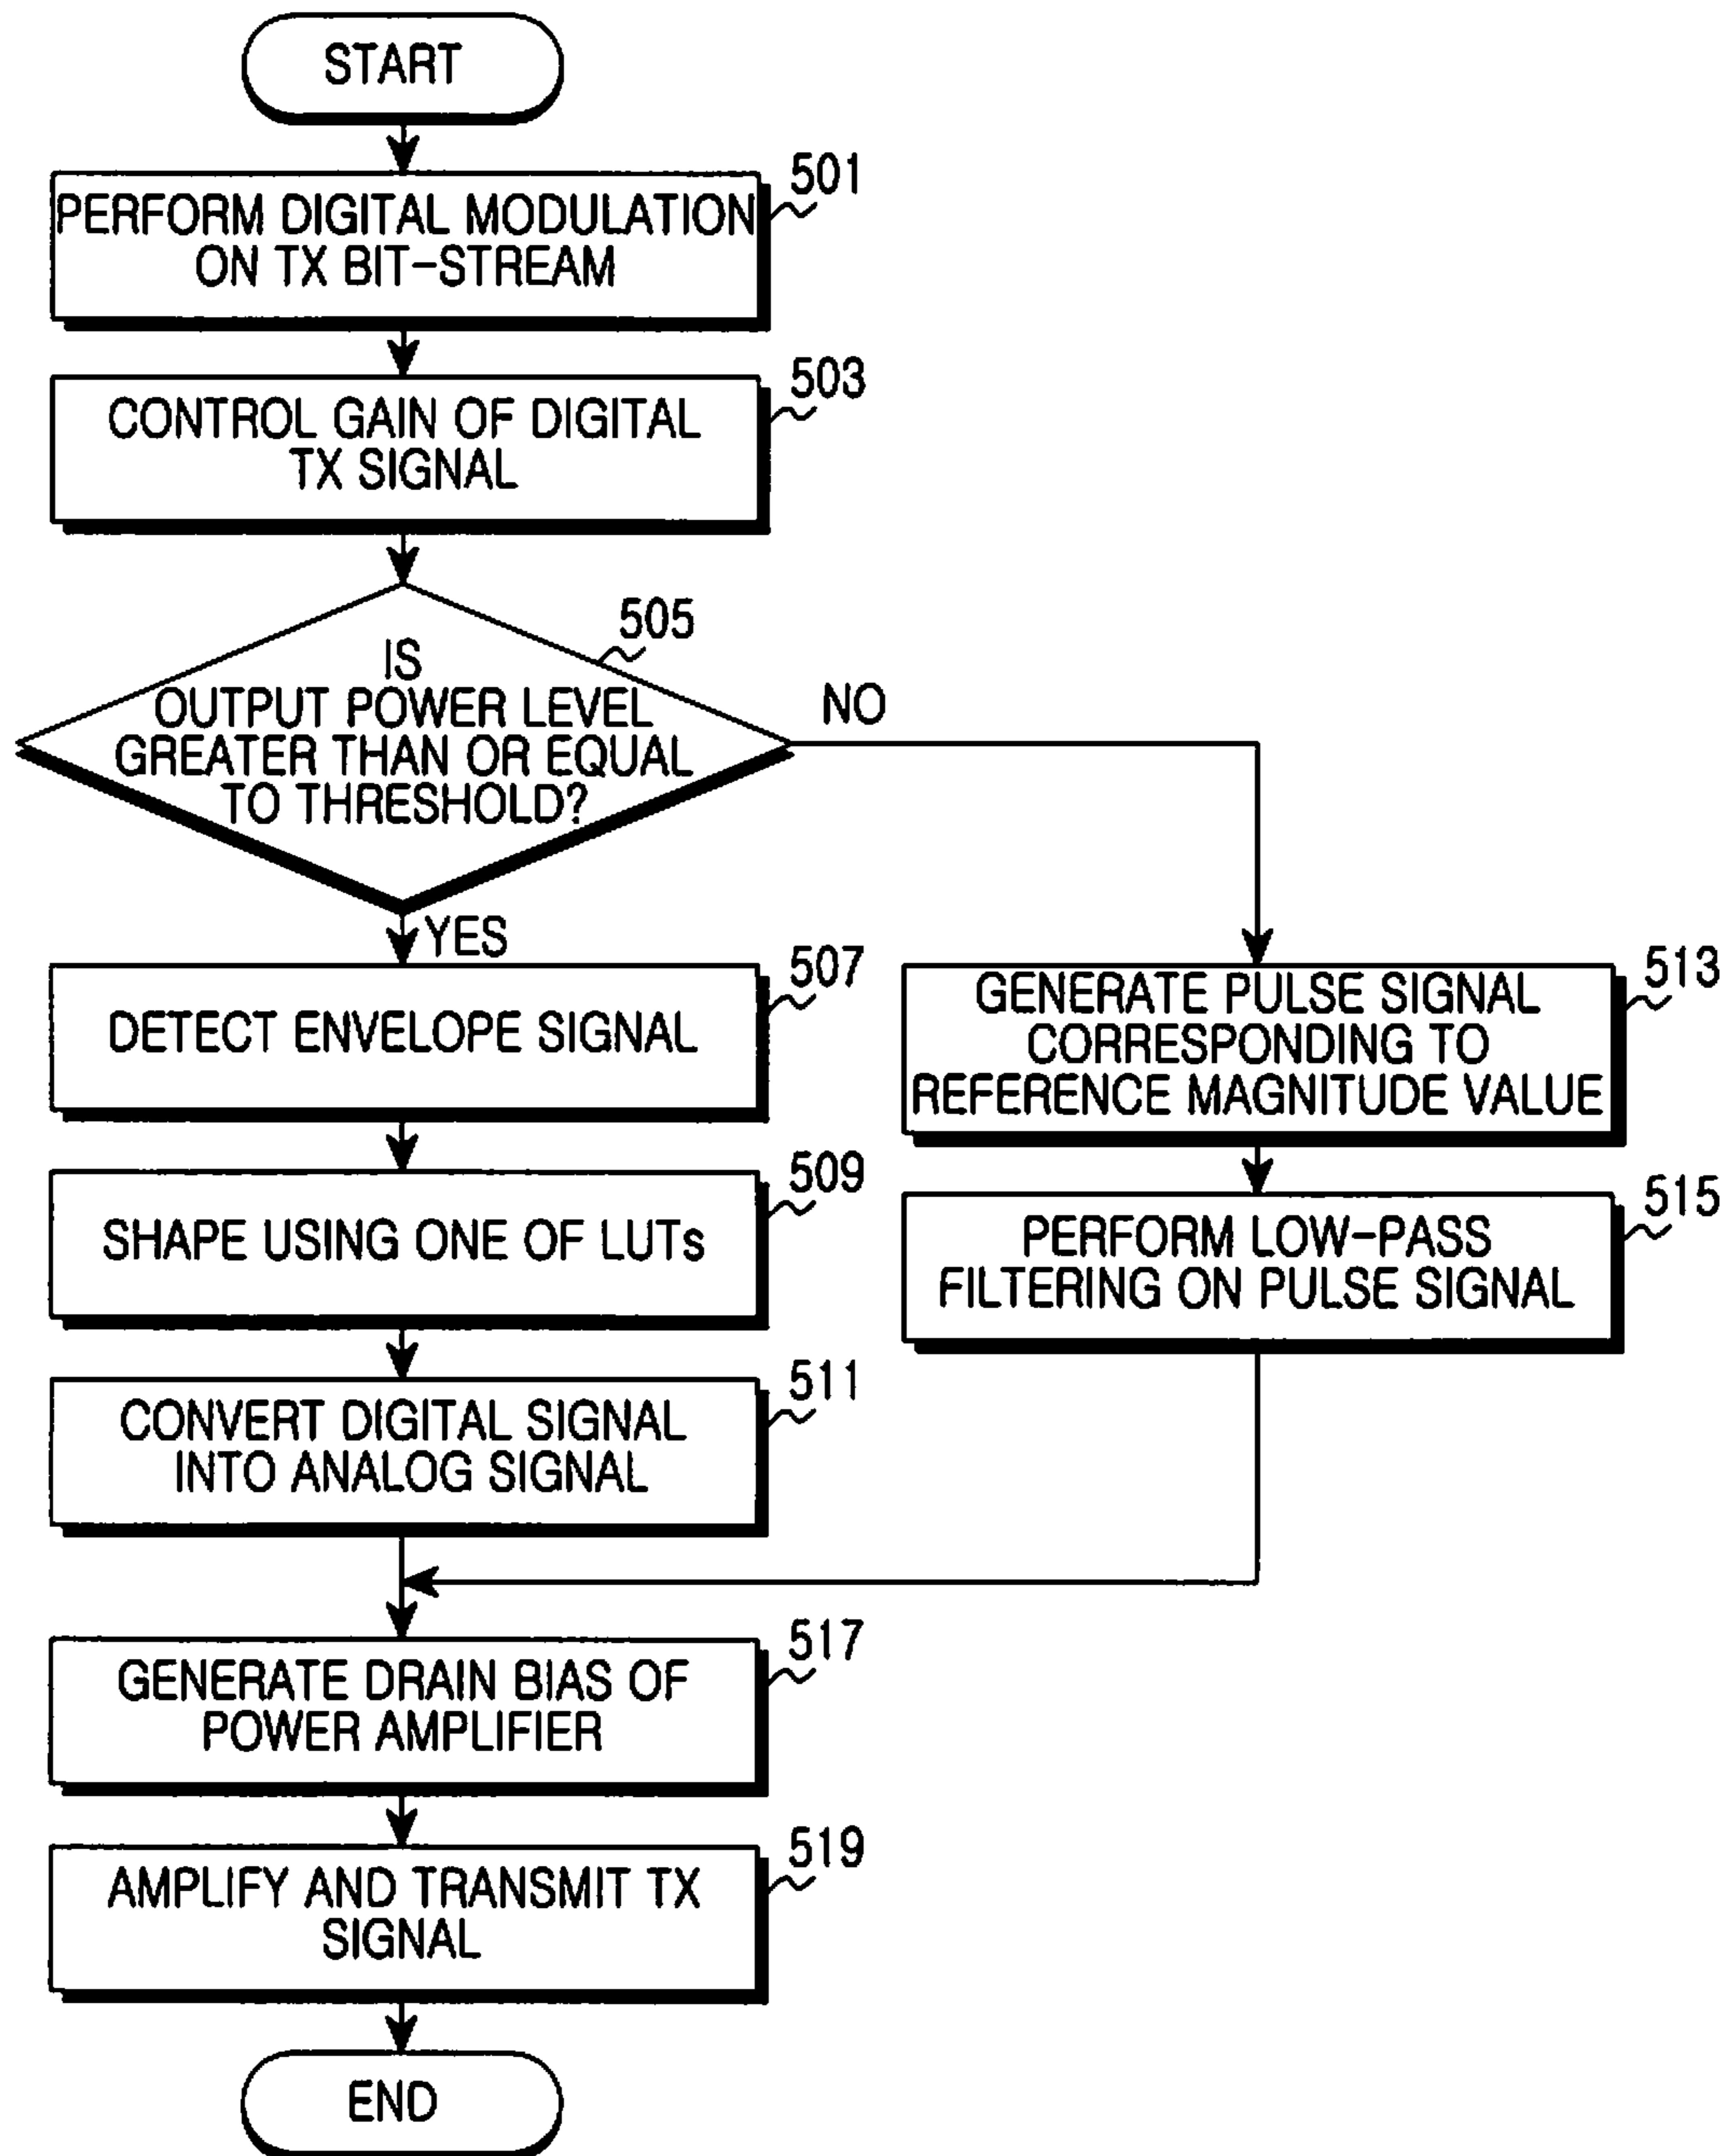 START
501
PERFORM DIGITAL MODULATION
ON TX BIT-STREAM
503
CONTROL GAIN OF DIGITAL
TX SIGNAL
505
IS
OUTPUT POWER LEVEL
GREATER THAN OR EQUAL
TO THRESHOLD?
NO
YES
507
DETECT ENVELOPE SIGNAL
509
SHAPE USING ONE OF LUTs
511
CONVERT DIGITAL SIGNAL
INTO ANALOG SIGNAL
513
GENERATE PULSE SIGNAL
CORRESPONDING TO
REFERENCE MAGNITUDE VALUE
515
PERFORM LOW-PASS
FILTERING ON PULSE SIGNAL
517
GENERATE DRAIN BIAS OF
POWER AMPLIFIER
519
AMPLIFY AND TRANSMIT TX
SIGNAL
END